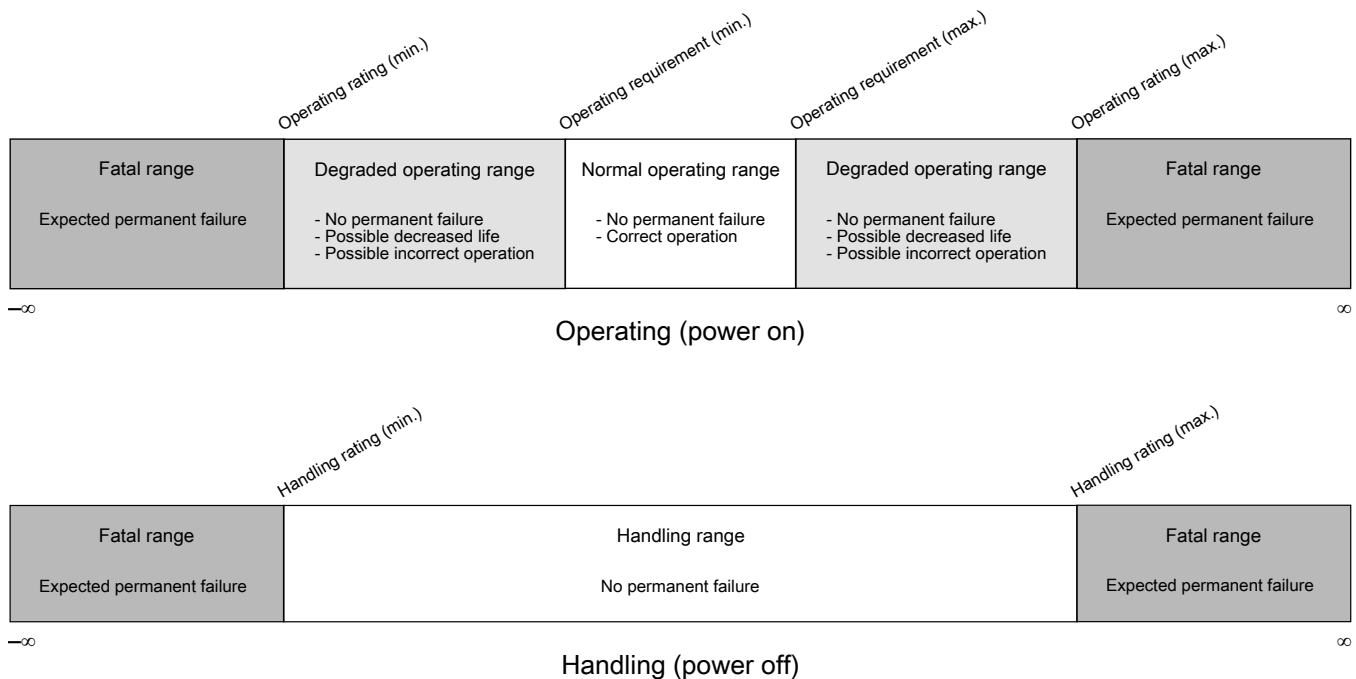 Operating rating (min.)
Operating requirement (min.)
Operating requirement (max.)
Operating rating (max.)
Fatal range
Expected permanent failure
Degraded operating range
- No permanent failure
- Possible decreased life
- Possible incorrect operation
Normal operating range
- No permanent failure
- Correct operation
Degraded operating range
- No permanent failure
- Possible decreased life
- Possible incorrect operation
Fatal range
Expected permanent failure
–∞
∞
Operating (power on)
Handling rating (min.)
Handling rating (max.)
Fatal range
Expected permanent failure
Handling range
No permanent failure
Fatal range
Expected permanent failure
–∞
∞
Handling (power off)